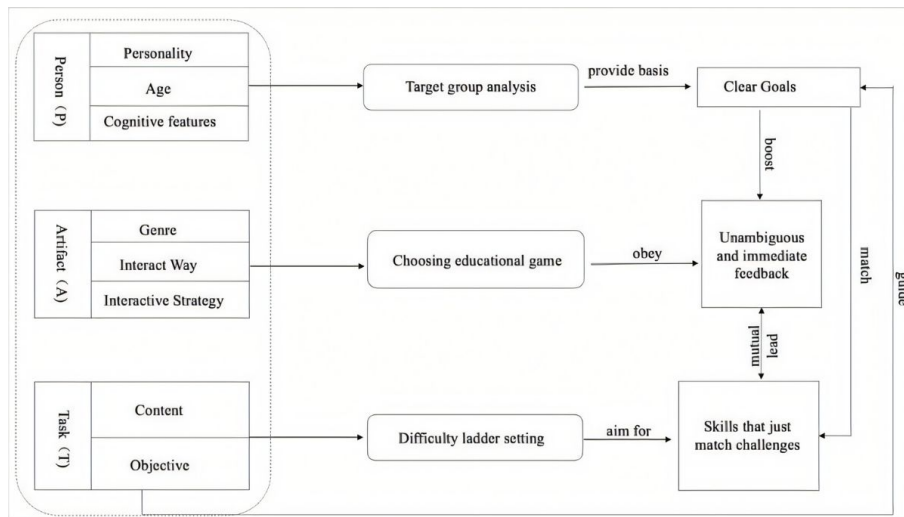 Person（P）
Personality
Age
Cognitive features
Target group analysis
provide basis
Clear Goals
boost
match
guide
Artifact（A）
Genre
Interact Way
Interactive Strategy
Choosing educational game
obey
Unambiguous
and immediate
feedback
mutual
lead
Task（T）
Content
Objective
Difficulty ladder setting
aim for
Skills that just
match challenges